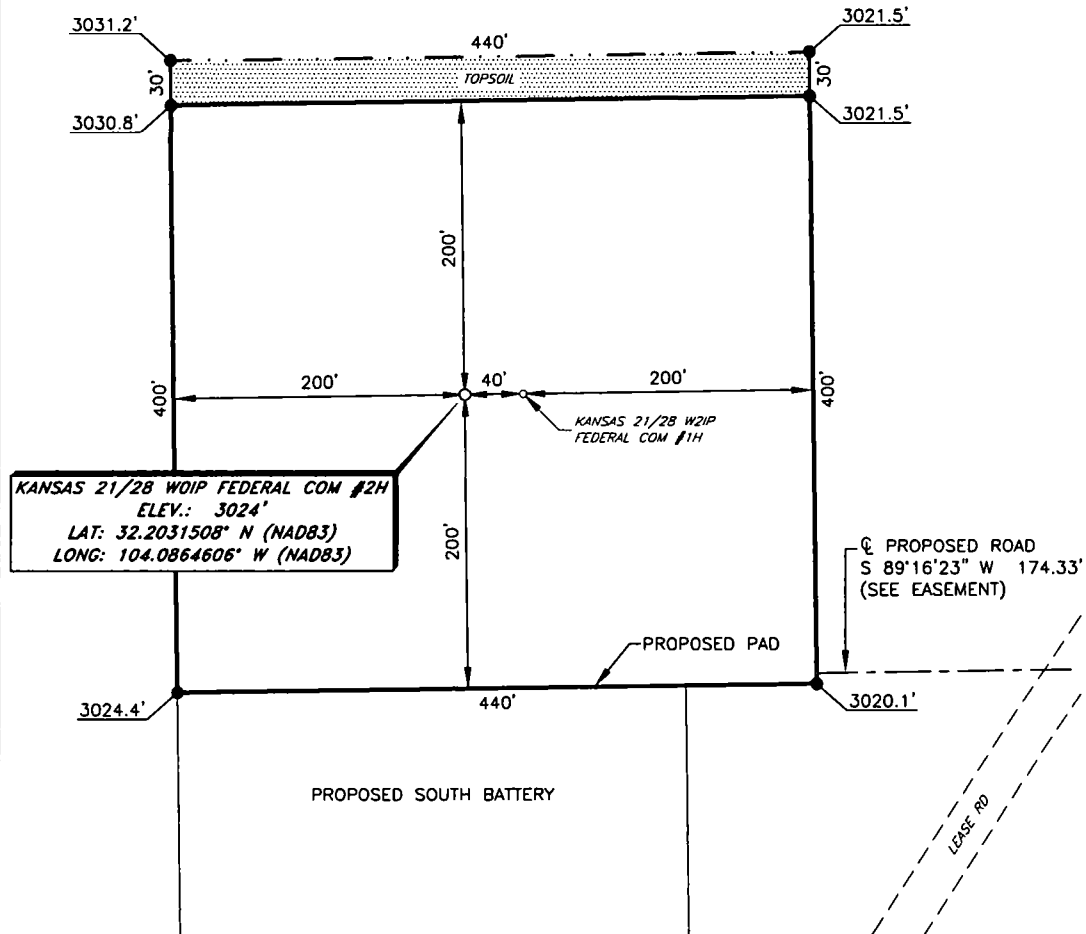 3031.2'
3021.5'
440'
TOPSOIL
30'
30'
3030.8'
3021.5'
200'
200'
40'
200'
400'
400'
KANSAS 21/28 W2IP
FEDERAL COM #1H
KANSAS 21/28 WOIP FEDERAL COM #2H
ELEV.: 3024'
LAT: 32.2031508° N (NAD83)
LONG: 104.0864606° W (NAD83)
200'
℄ PROPOSED ROAD
S 89°16'23" W 174.33'
(SEE EASEMENT)
PROPOSED PAD
3024.4'
440'
3020.1'
PROPOSED SOUTH BATTERY
LEASE RD